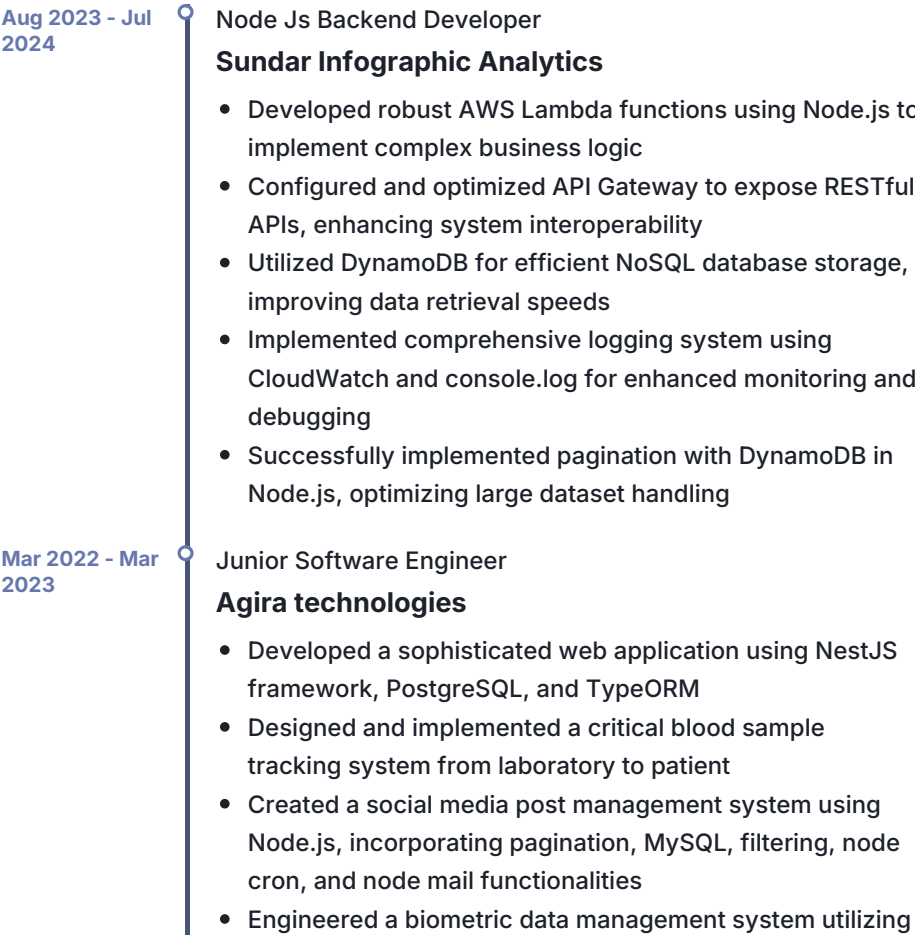 Aug 2023 - Jul
2024
Node Js Backend Developer
Sundar Infographic Analytics
• Developed robust AWS Lambda functions using Node.js to
implement complex business logic
• Configured and optimized API Gateway to expose RESTful
APIs, enhancing system interoperability
• Utilized DynamoDB for efficient NoSQL database storage,
improving data retrieval speeds
• Implemented comprehensive logging system using
CloudWatch and console.log for enhanced monitoring and
debugging
• Successfully implemented pagination with DynamoDB in
Node.js, optimizing large dataset handling
Mar 2022 - Mar
2023
Junior Software Engineer
Agira technologies
• Developed a sophisticated web application using NestJS
framework, PostgreSQL, and TypeORM
• Designed and implemented a critical blood sample
tracking system from laboratory to patient
• Created a social media post management system using
Node.js, incorporating pagination, MySQL, filtering, node
cron, and node mail functionalities
• Engineered a biometric data management system utilizing